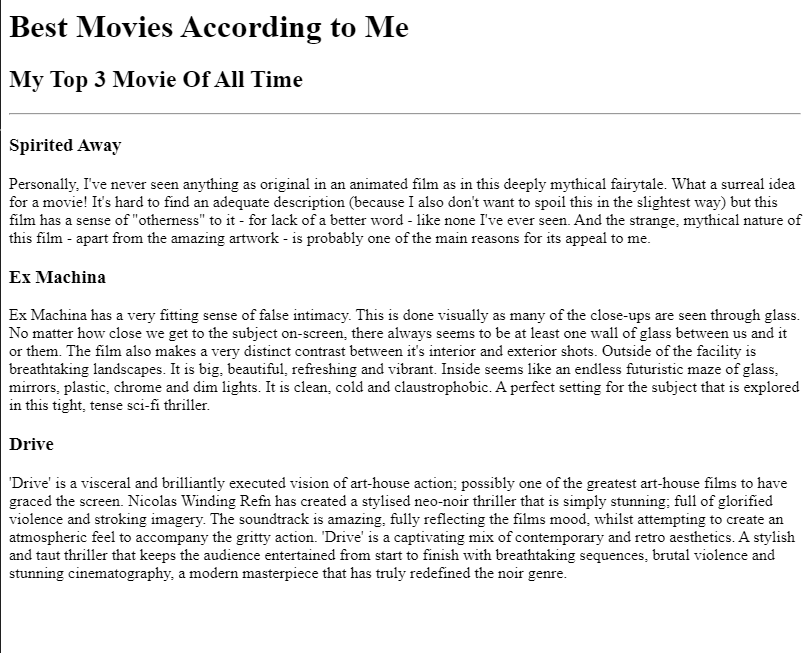 Best Movies According to Me
My Top 3 Movie Of All Time
Spirited Away
Personally, I've never seen anything as original in an animated film as in this deeply mythical fairytale. What a surreal idea
for a movie! It's hard to find an adequate description (because I also don't want to spoil this in the slightest way) but this
film has a sense of "otherness" to it - for lack of a better word - like none I've ever seen. And the strange, mythical nature of
this film - apart from the amazing artwork - is probably one of the main reasons for its appeal to me.
Ex Machina
Ex Machina has a very fitting sense of false intimacy. This is done visually as many of the close-ups are seen through glass.
No matter how close we get to the subject on-screen, there always seems to be at least one wall of glass between us and it
or them. The film also makes a very distinct contrast between it's interior and exterior shots. Outside of the facility is
breathtaking landscapes. It is big, beautiful, refreshing and vibrant. Inside seems like an endless futuristic maze of glass,
mirrors, plastic, chrome and dim lights. It is clean, cold and claustrophobic. A perfect setting for the subject that is explored
in this tight, tense sci-fi thriller.
Drive
'Drive' is a visceral and brilliantly executed vision of art-house action; possibly one of the greatest art-house films to have
graced the screen. Nicolas Winding Refn has created a stylised neo-noir thriller that is simply stunning; full of glorified
violence and stroking imagery. The soundtrack is amazing, fully reflecting the films mood, whilst attempting to create an
atmospheric feel to accompany the gritty action. 'Drive' is a captivating mix of contemporary and retro aesthetics. A stylish
and taut thriller that keeps the audience entertained from start to finish with breathtaking sequences, brutal violence and
stunning cinematography, a modern masterpiece that has truly redefined the noir genre.